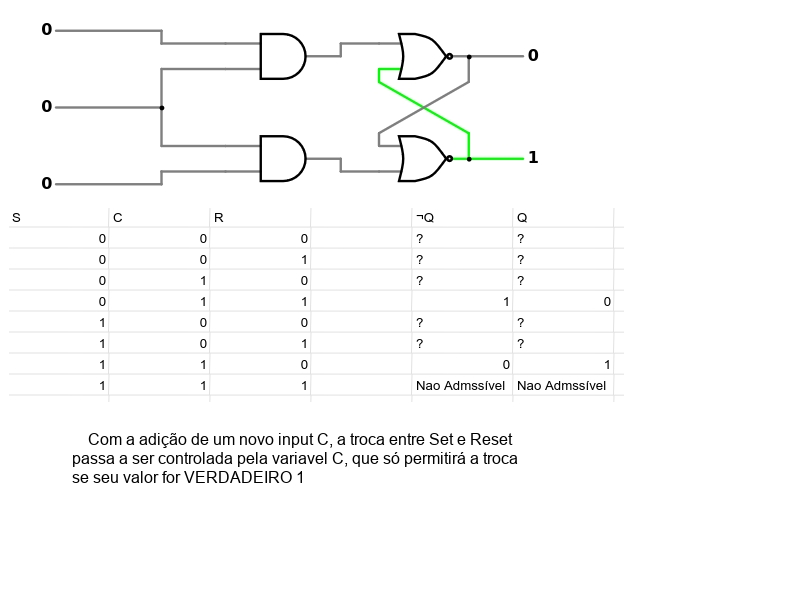 0
0
0
0
1
S C R ¬Q Q
0 0 0 ? ?
0 0 1 ? ?
0 1 0 ? ?
0 1 1 1 0
1 0 0 ? ?
1 0 1 ? ?
1 1 0 0 1
1 1 1 Nao Admssível Nao Admssível
Com a adição de um novo input C, a troca entre Set e Reset
passa a ser controlada pela variavel C, que só permitirá a troca
se seu valor for VERDADEIRO 1